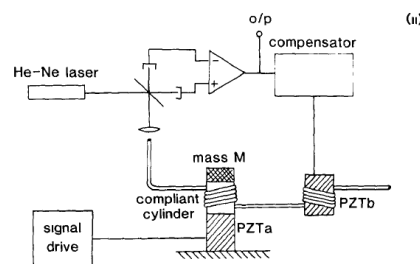 o/p
(ii)
compensator
He–Ne laser
−
+
mass M
compliant
cylinder
PZTa
PZTb
signal
drive